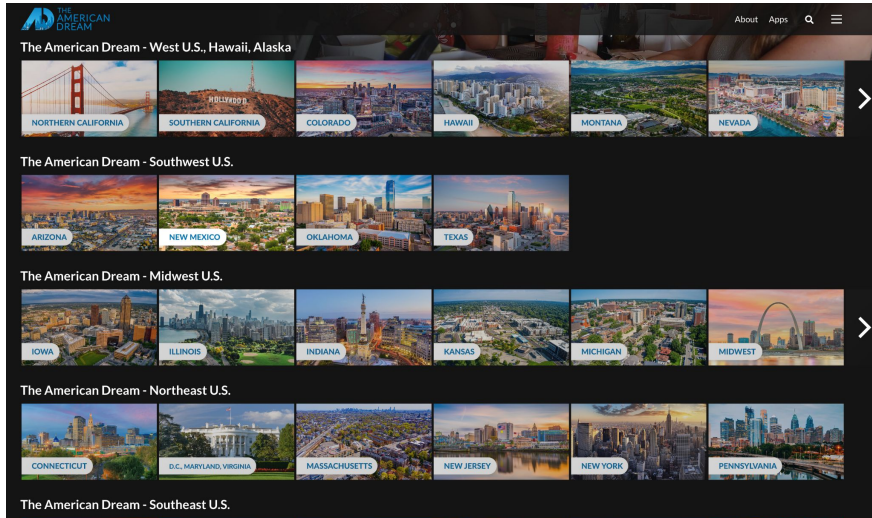 THE
AMERICAN
DREAM
About Apps
The American Dream - West U.S., Hawaii, Alaska
HOLLYWOOD
NORTHERN CALIFORNIA
SOUTHERN CALIFORNIA
COLORADO
HAWAII
MONTANA
NEVADA
The American Dream - Southwest U.S.
ARIZONA
NEW MEXICO
OKLAHOMA
TEXAS
The American Dream - Midwest U.S.
IOWA
ILLINOIS
INDIANA
KANSAS
MICHIGAN
MIDWEST
The American Dream - Northeast U.S.
CONNECTICUT
D.C., MARYLAND, VIRGINIA
MASSACHUSETTS
NEW JERSEY
NEW YORK
PENNSYLVANIA
The American Dream - Southeast U.S.